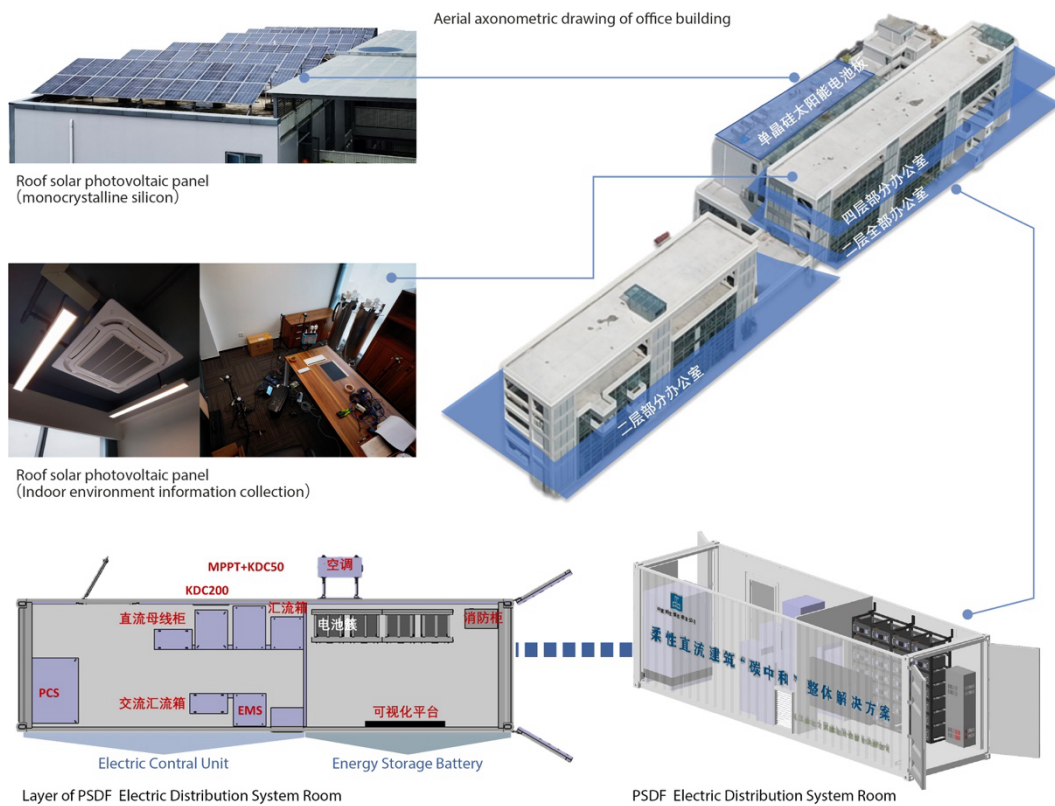 Aerial axonometric drawing of office building
单晶硅太阳能电池板
四层部分办公室
二层全部办公室
二层部分办公室
Roof solar photovoltaic panel
(monocrystalline silicon)
Roof solar photovoltaic panel
(Indoor environment information collection)
MPPT+KDC50
空调
KDC200
直流母线柜
汇流箱
电池簇
消防柜
PCS
交流汇流箱
EMS
可视化平台
Electric Contral Unit
Energy Storage Battery
Layer of PSDF Electric Distribution System Room
柔性直流建筑“碳中和”整体解决方案
PSDF Electric Distribution System Room